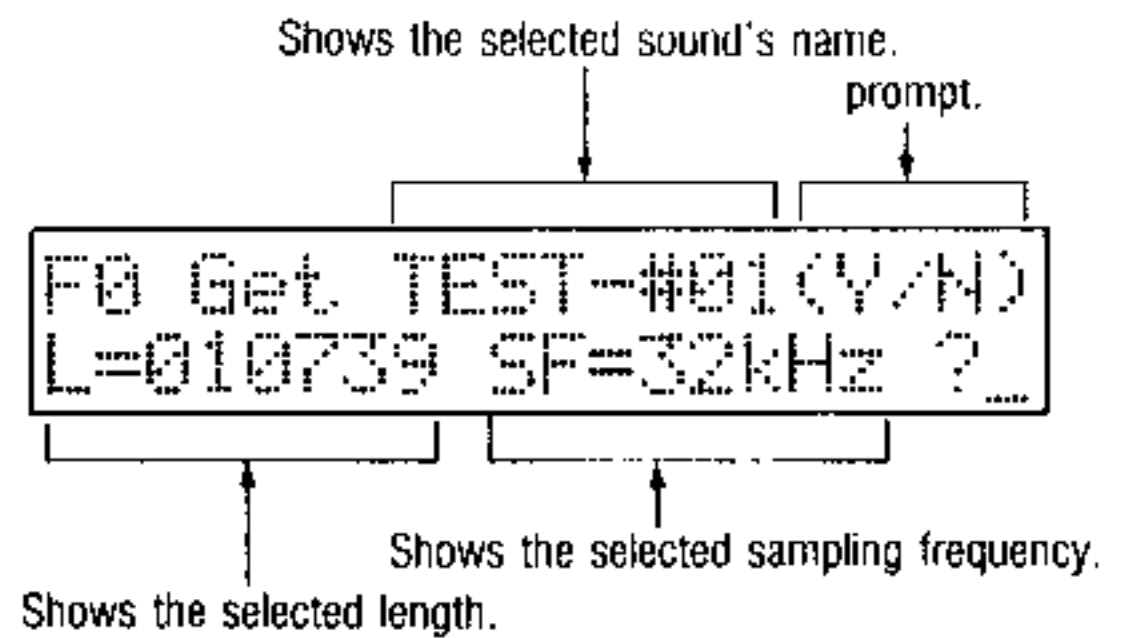 Shows the selected sound's name.
prompt.
F0 Get TEST-#01(Y/N)
L=010739 SF=32kHz ?_
Shows the selected sampling frequency.
Shows the selected length.